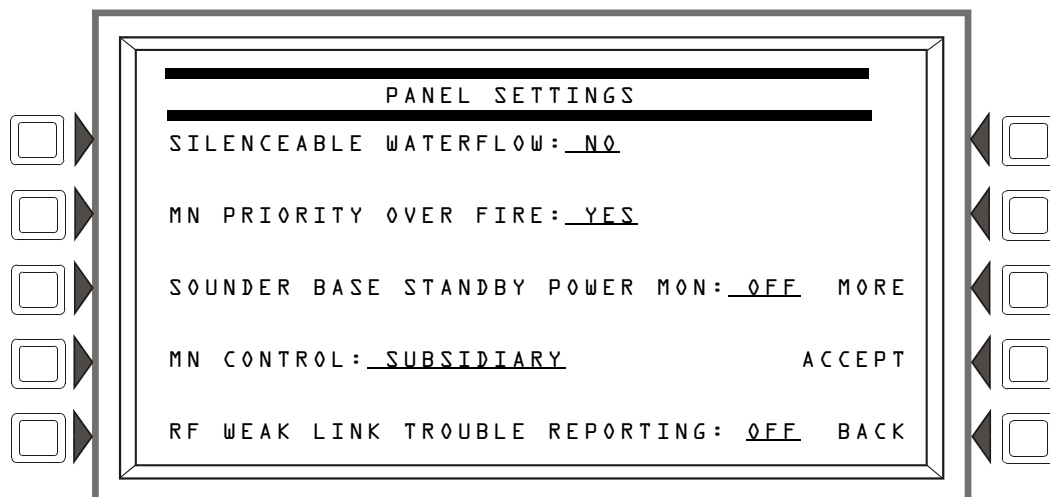 PANEL SETTINGS
SILENCEABLE WATERFLOW: NO
MN PRIORITY OVER FIRE: YES
SOUNDER BASE STANDBY POWER MON: OFF MORE
MN CONTROL: SUBSIDIARY ACCEPT
RF WEAK LINK TROUBLE REPORTING: OFF BACK